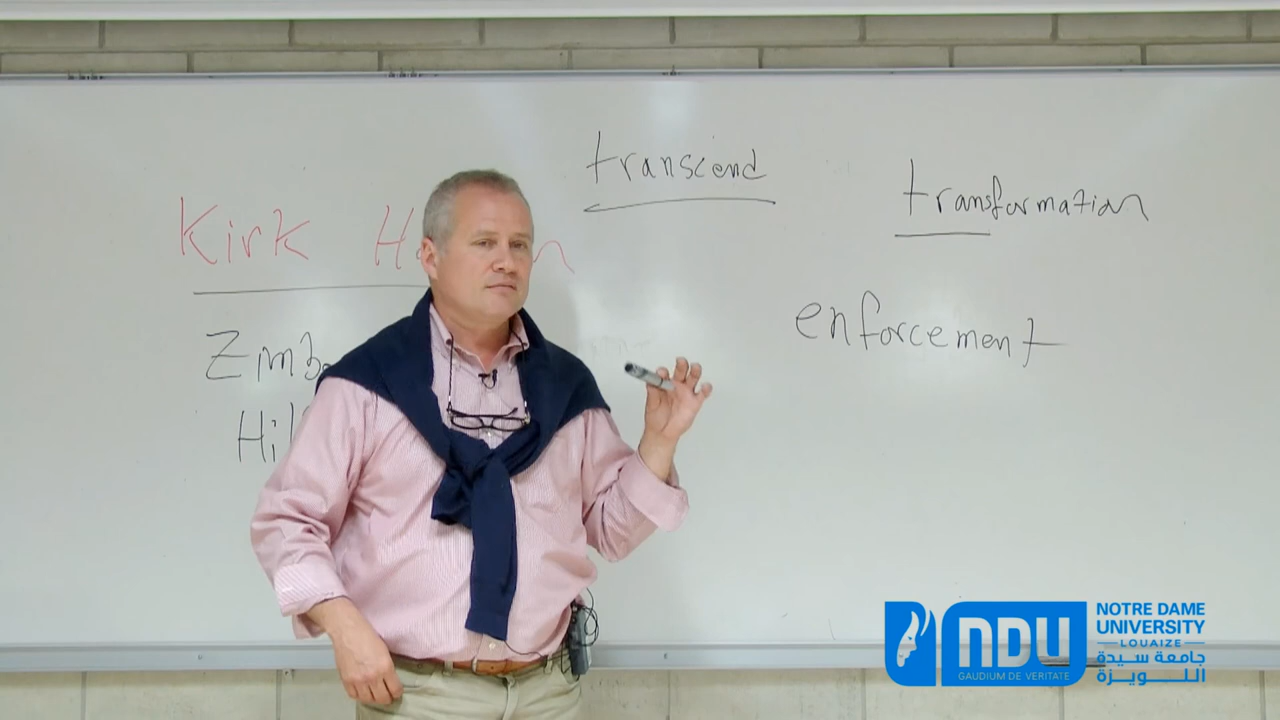 transcend
transformation
Kirk
enforcement
NDU
GAUDIUM DE VERITATE
NOTRE DAME
UNIVERSITY
LOUAIZE
جامعة سيدة
اللويزة